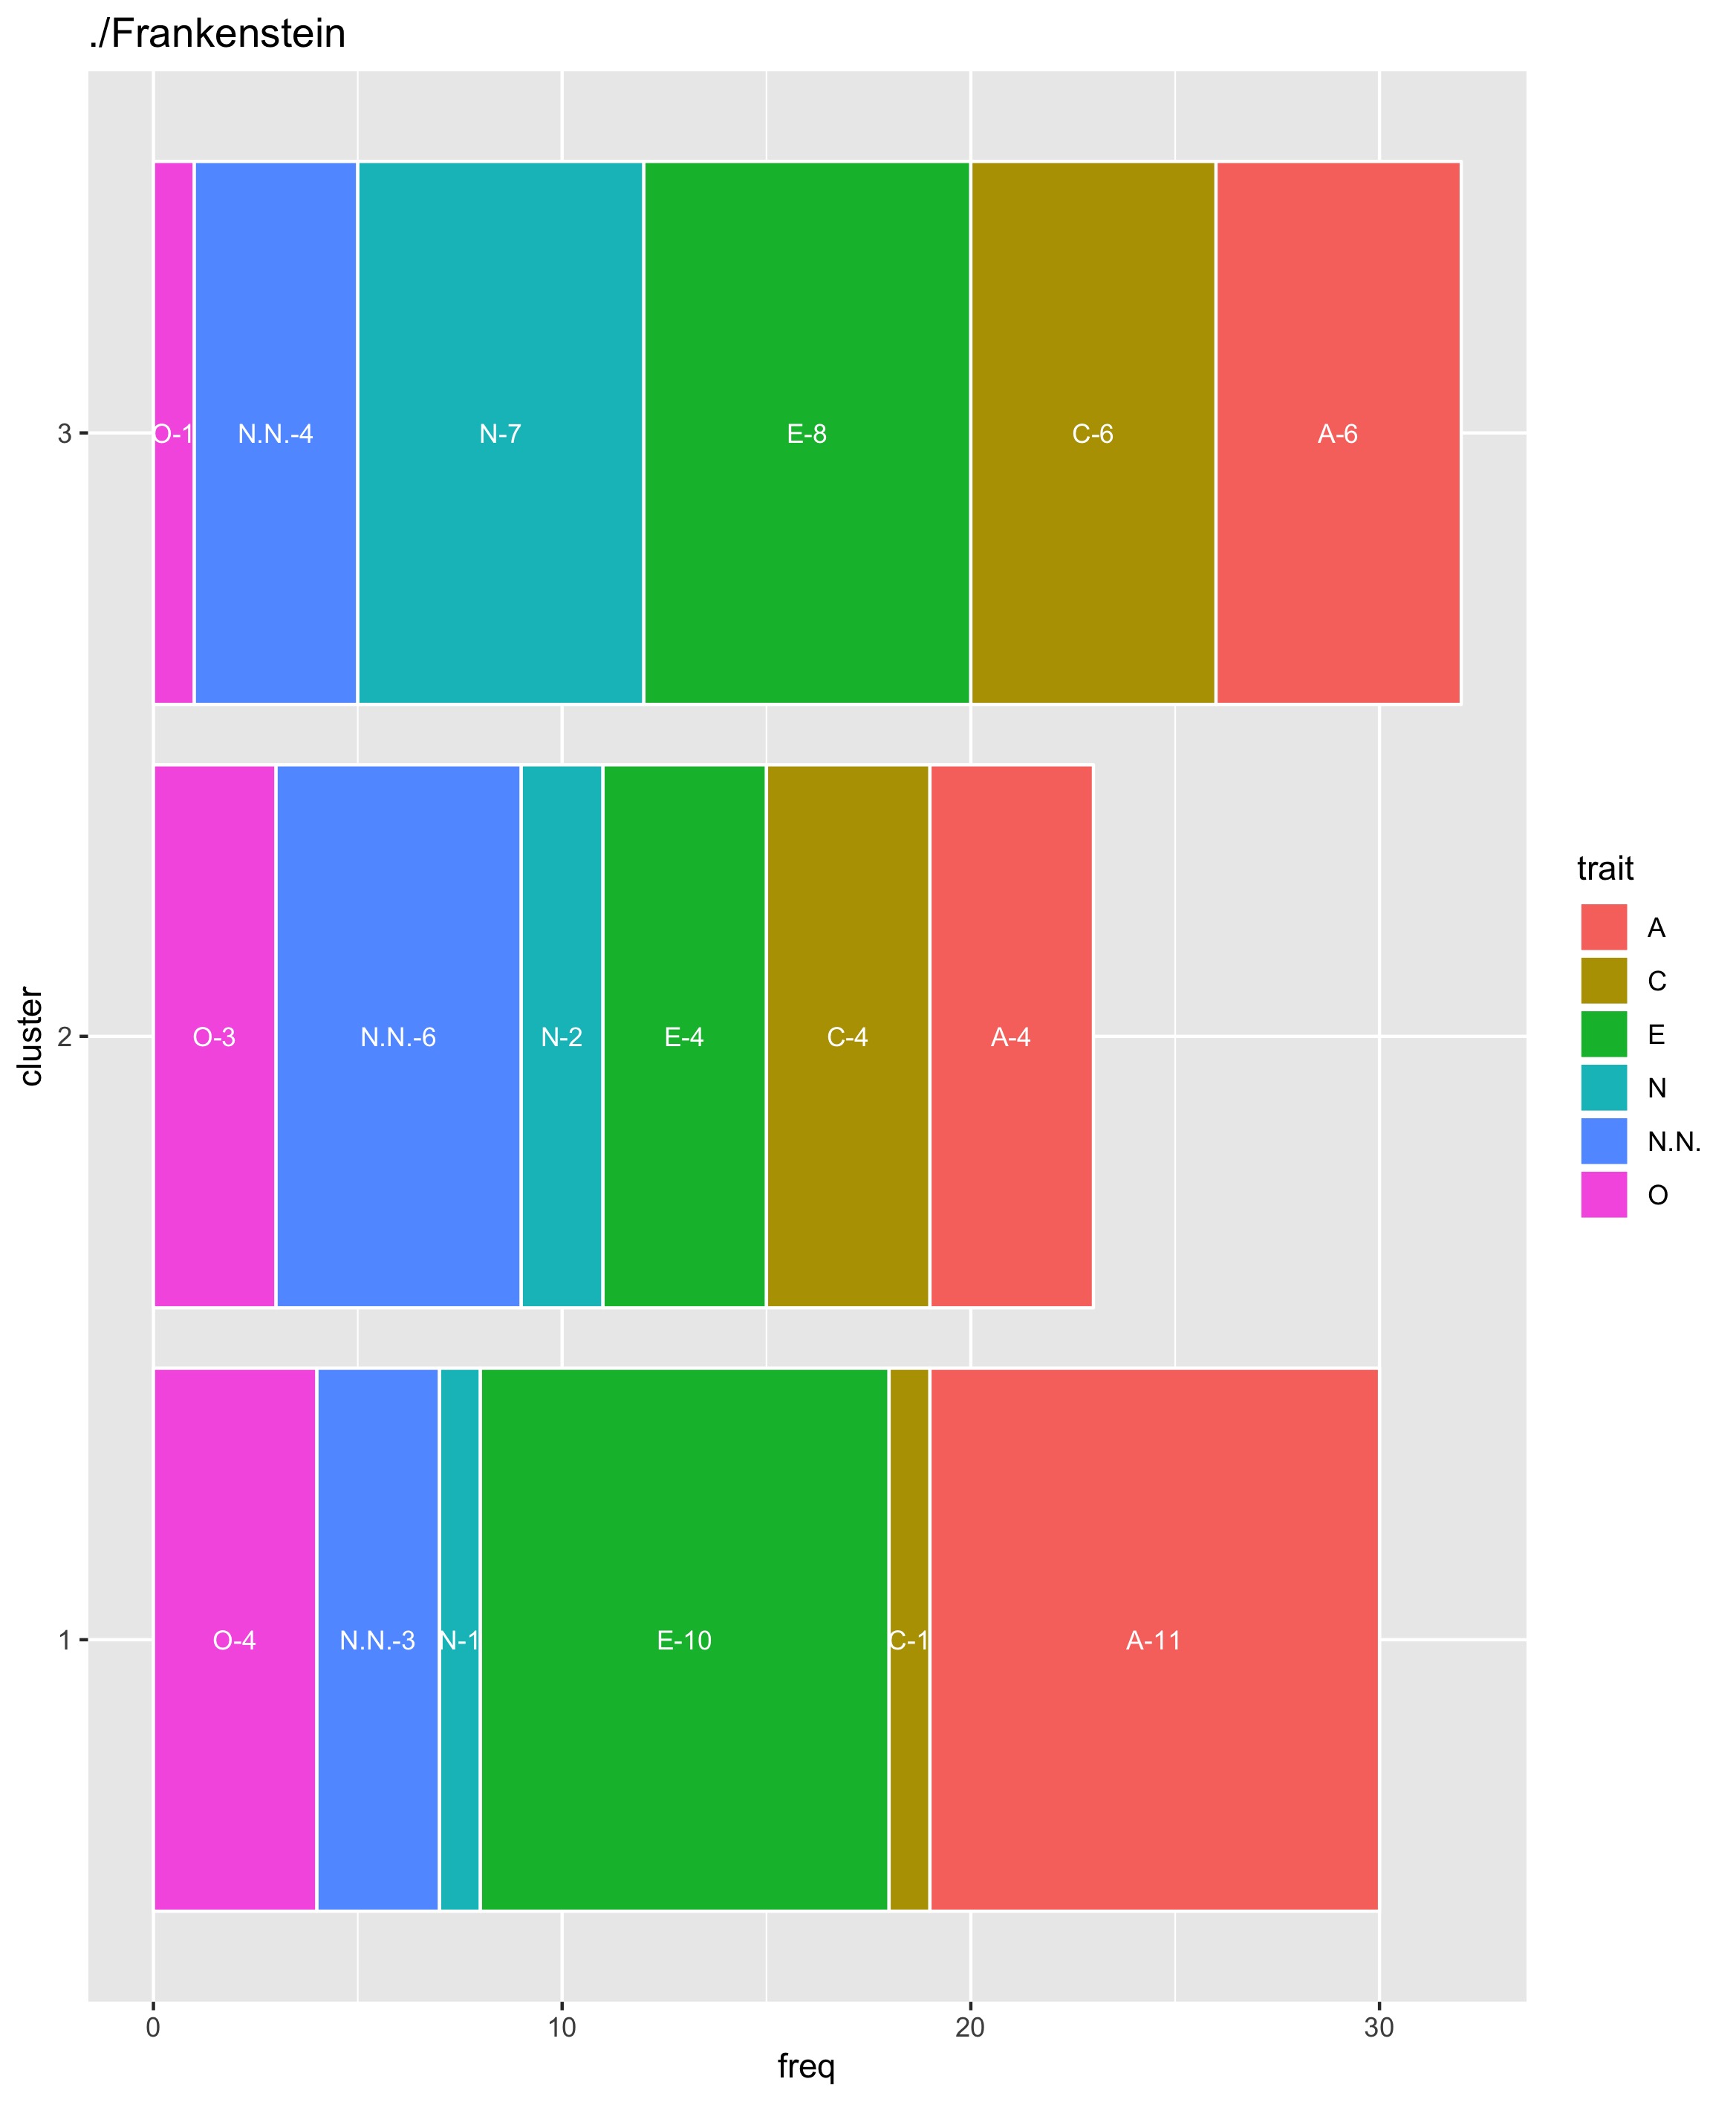 ./Frankenstein
3
O-1
N.N.-4
N-7
E-8
C-6
A-6
2
O-3
N.N.-6
N-2
E-4
C-4
A-4
1
O-4
N.N.-3
N-1
E-10
C-1
A-11
cluster
0 10 20 30
freq
trait
A
C
E
N
N.N.
O